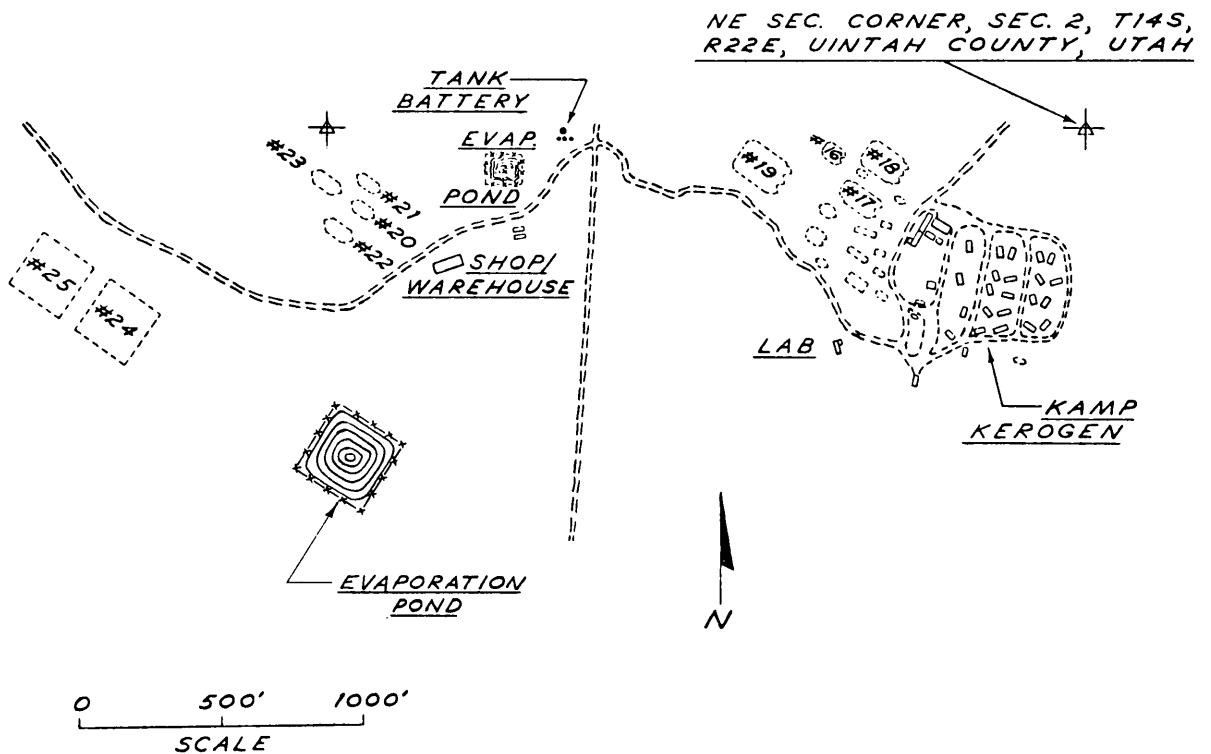 NE SEC. CORNER, SEC. 2, T14S,
R22E, UINTAH COUNTY, UTAH
TANK
BATTERY
EVAP.
POND
#23
#21
#20
#22
#19
#16
#18
#17
#25
#24
SHOP/
WAREHOUSE
LAB
KAMP
KEROGEN
EVAPORATION
POND
N
0 500' 1000'
SCALE